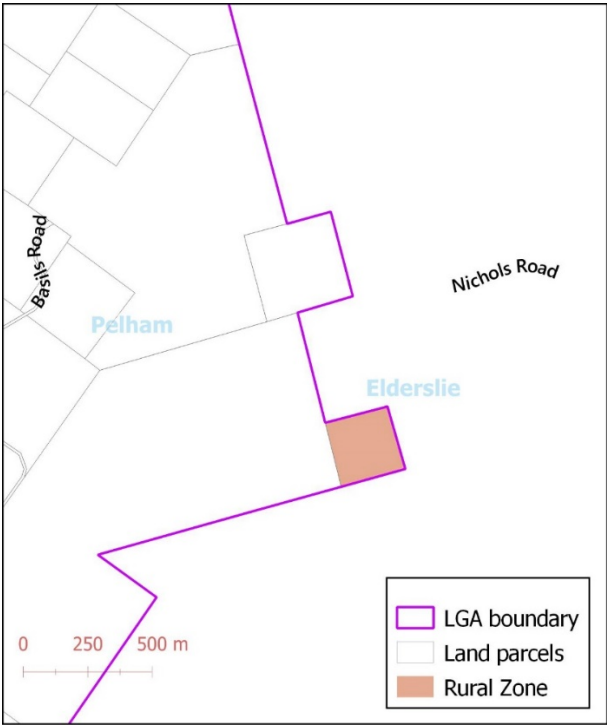 Basils Road
Nichols Road
Pelham
Elderslie
0 250 500 m
LGA boundary
Land parcels
Rural Zone